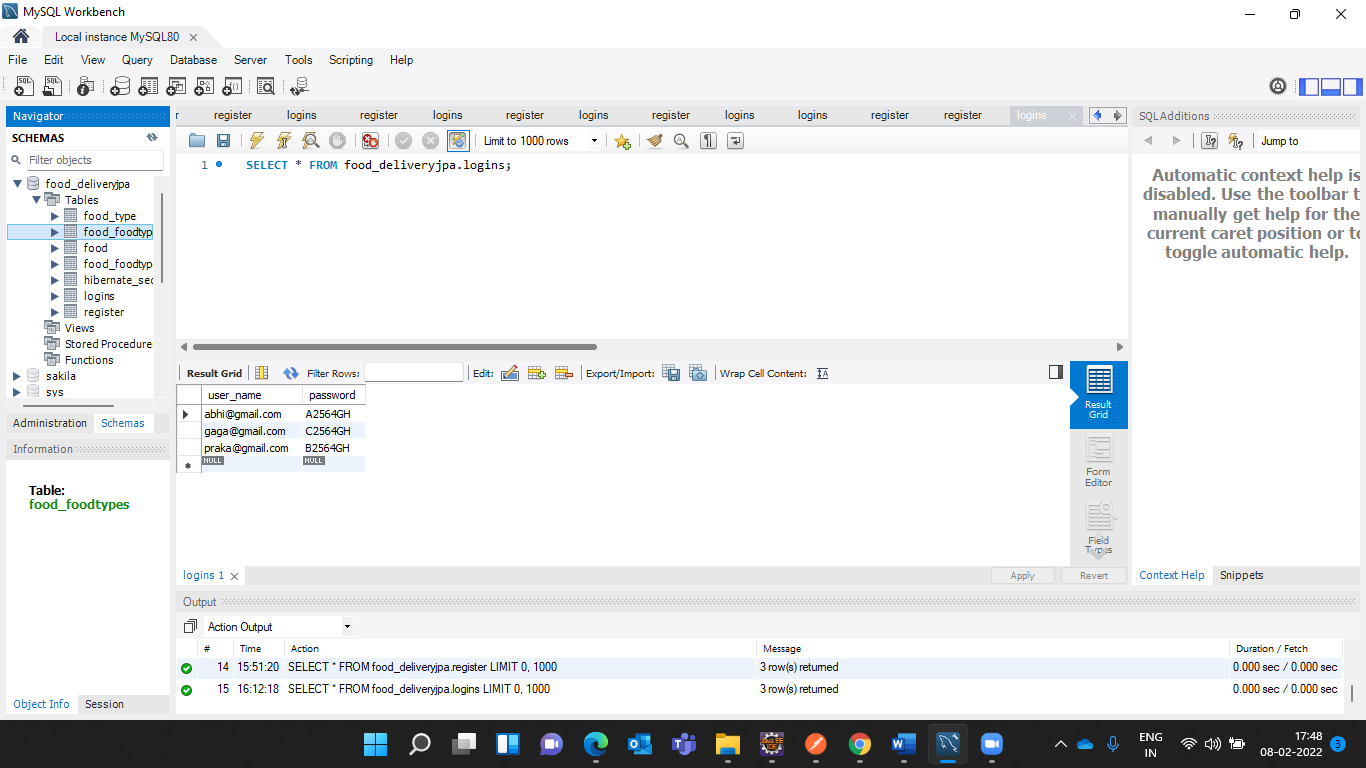 MySQL Workbench
Local instance MySQL80
File Edit View Query Database Server Tools Scripting Help
Navigator
SCHEMAS
Filter objects
food_deliveryjpa
Tables
food_type
food_foodtyp
food
food_foodtyp
hibernate_sec
logins
register
Views
Stored Procedure
Functions
sakila
sys
Administration Schemas
Information
Table:
food_foodtypes
Object Info Session
r register logins register logins register logins register logins logins register register logins
Limit to 1000 rows
1 SELECT * FROM food_deliveryjpa.logins;
Result Grid Filter Rows: Edit: Export/Import: Wrap Cell Content: IA
user_name password
abhi@gmail.com A2564GH
gaga@gmail.com C2564GH
praka@gmail.com B2564GH
NULL NULL
Result
Grid
Form
Editor
Field
Types
logins 1 Apply Revert
SQLAdditions
Jump to
Automatic context help is
disabled. Use the toolbar t
manually get help for the
current caret position or to
toggle automatic help.
Context Help Snippets
Output
Action Output
# Time Action Message Duration / Fetch
14 15:51:20 SELECT * FROM food_deliveryjpa.register LIMIT 0, 1000 3 row(s) returned 0.000 sec / 0.000 sec
15 16:12:18 SELECT * FROM food_deliveryjpa.logins LIMIT 0, 1000 3 row(s) returned 0.000 sec / 0.000 sec
ENG
IN
17:48
08-02-2022
3